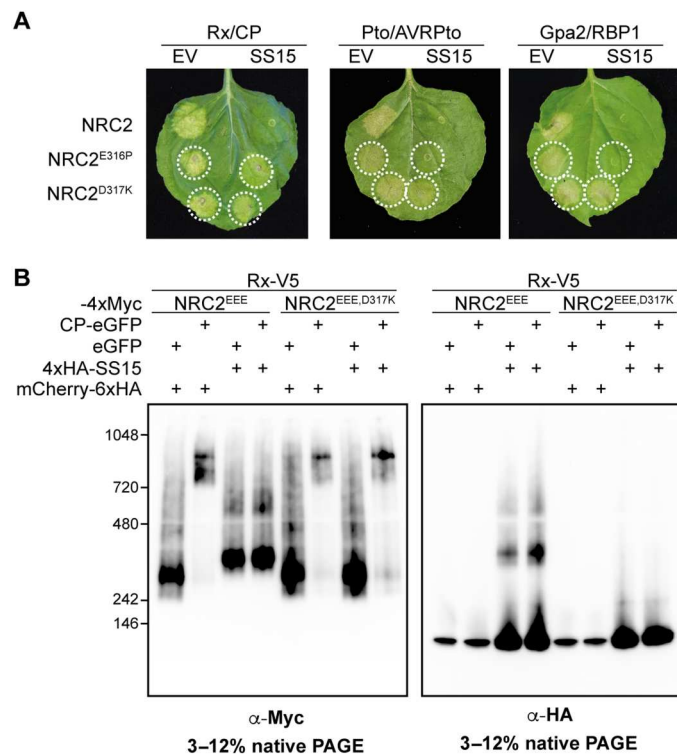 A
Rx/CP Pto/AVRPto Gpa2/RBP1
EV SS15 EV SS15 EV SS15
NRC2
NRC2E316P
NRC2D317K
B
Rx-V5 Rx-V5
-4xMyc NRC2EEE NRC2EEE,D317K NRC2EEE NRC2EEE,D317K
CP-eGFP + + + + + + + +
eGFP + + + + + + + +
4xHA-SS15 + + + + + + + +
mCherry-6xHA + + + + + + + +
1048
720
480
242
146
α-Myc α-HA
3–12% native PAGE 3–12% native PAGE